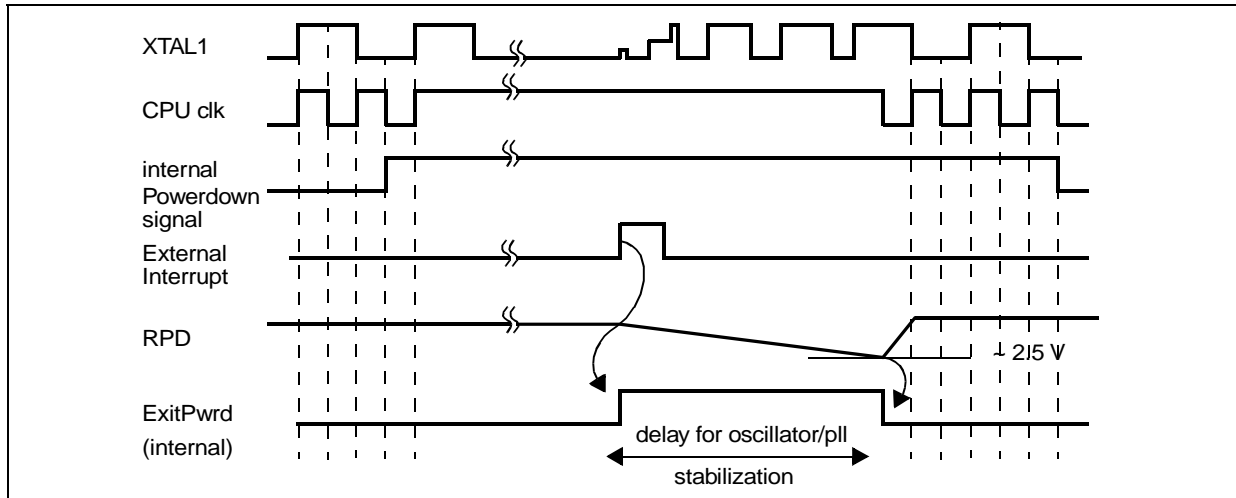 XTAL1
CPU clk
internal
Powerdown
signal
External
Interrupt
RPD
~ 2.5 V
ExitPwrd
(internal)
delay for oscillator/pll
stabilization